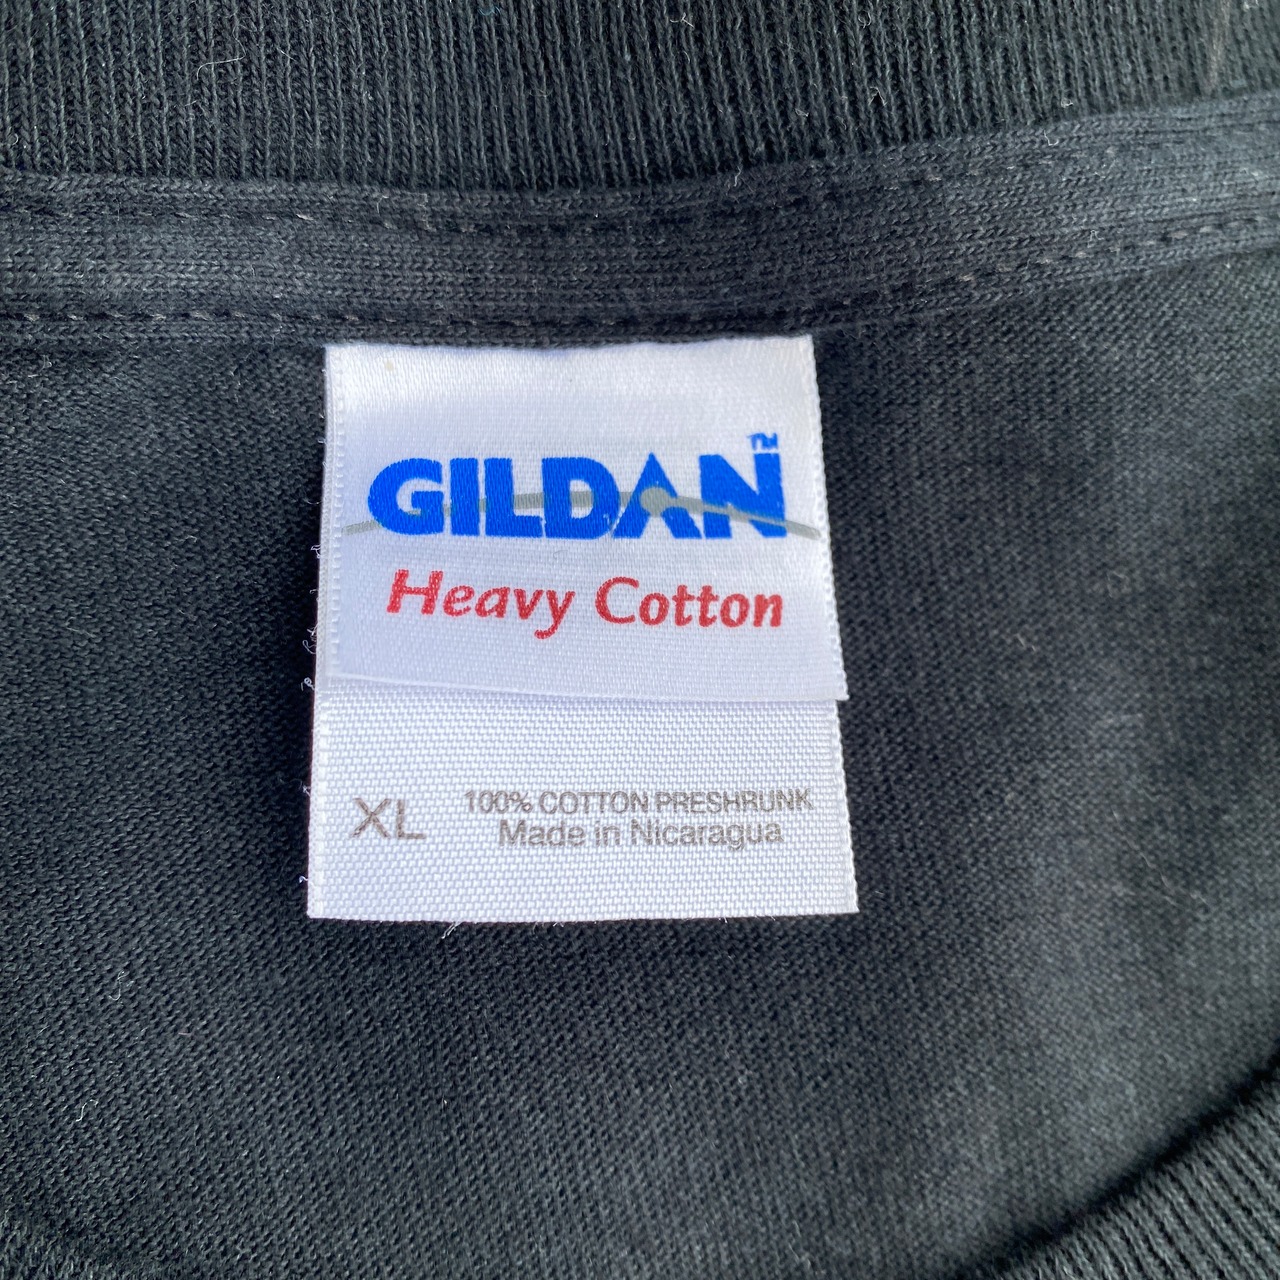 GILDAN™
Heavy Cotton
XL
100% COTTON PRESHRUNK
Made in Nicaragua